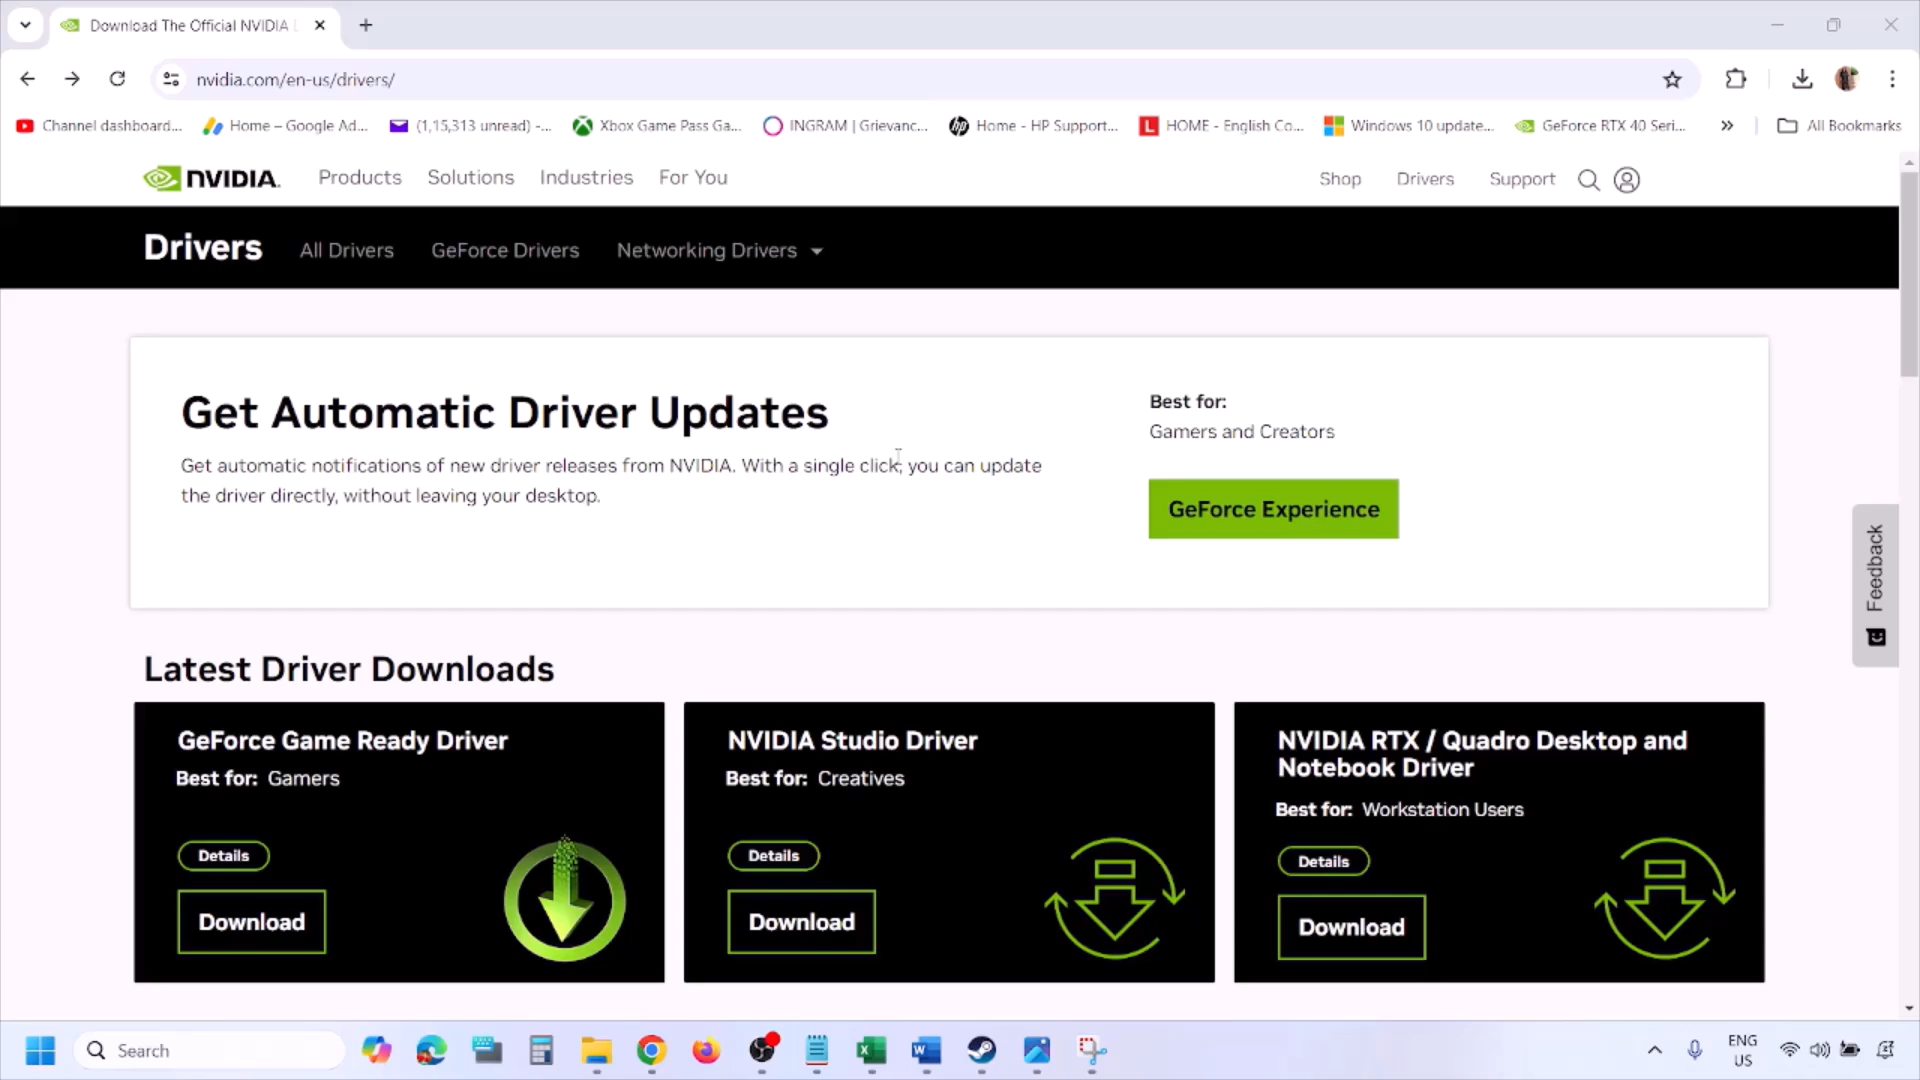 Download The Official NVIDIA
nvidia.com/en-us/drivers/
Channel dashboard... Home – Google Ad... (1,15,313 unread) -... Xbox Game Pass Ga... INGRAM | Grievanc... Home - HP Support... HOME - English Co... Windows 10 update... GeForce RTX 40 Seri... All Bookmarks
NVIDIA. Products Solutions Industries For You Shop Drivers Support
Drivers All Drivers GeForce Drivers Networking Drivers
Get Automatic Driver Updates
Get automatic notifications of new driver releases from NVIDIA. With a single click, you can update
the driver directly, without leaving your desktop.
Best for:
Gamers and Creators
GeForce Experience
Feedback
Latest Driver Downloads
GeForce Game Ready Driver
Best for: Gamers
Details
Download
NVIDIA Studio Driver
Best for: Creatives
Details
Download
NVIDIA RTX / Quadro Desktop and
Notebook Driver
Best for: Workstation Users
Details
Download
Search
ENG
US